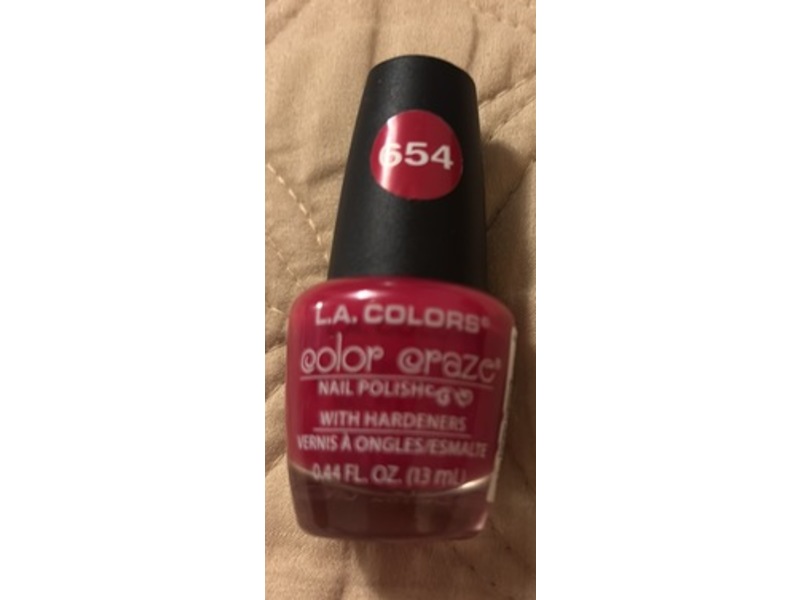 654
L.A. COLORS®
color craze®
NAIL POLISH
WITH HARDENERS
VERNIS À ONGLES/ESMALTE
0.44 FL. OZ. (13 mL)